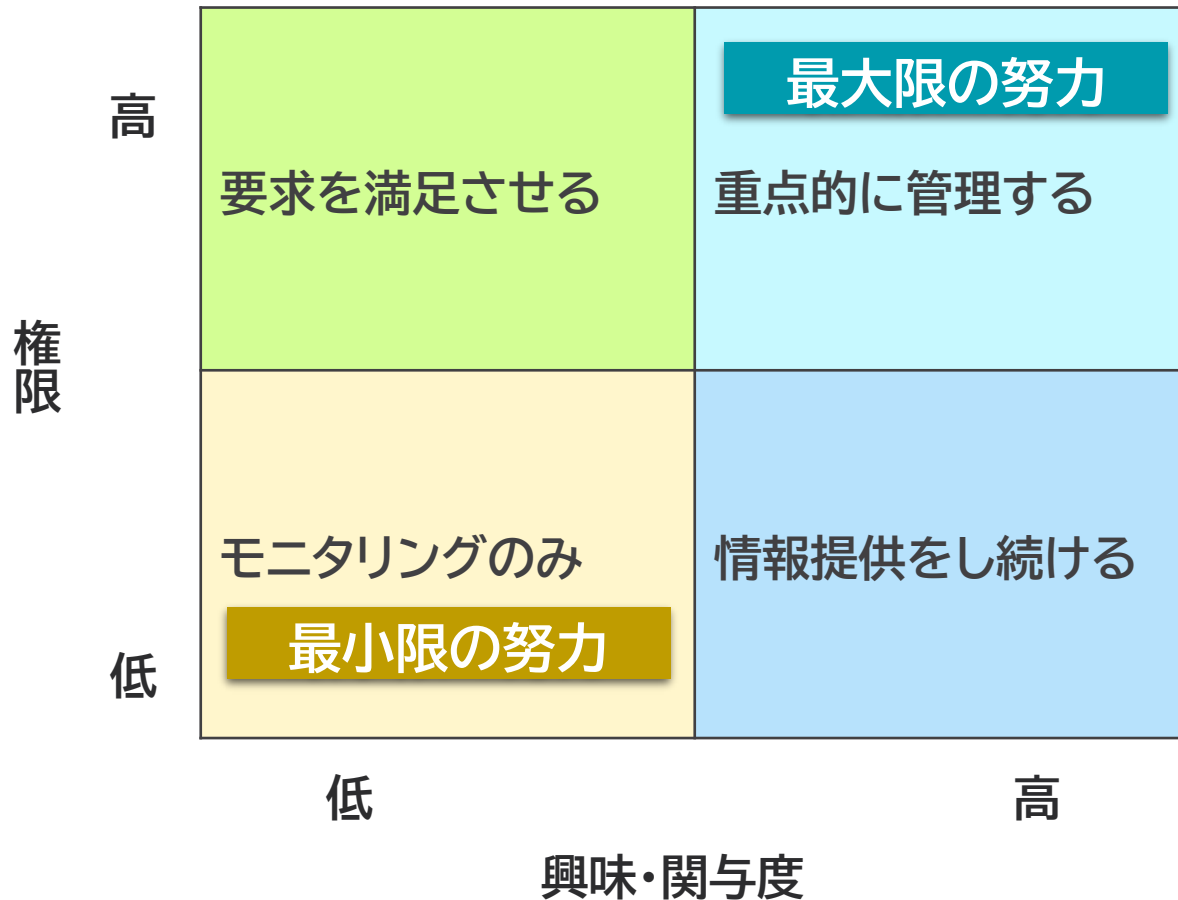 最大限の努力
高
要求を満足させる
重点的に管理する
権限
モニタリングのみ
情報提供をし続ける
最小限の努力
低
低
高
興味・関与度